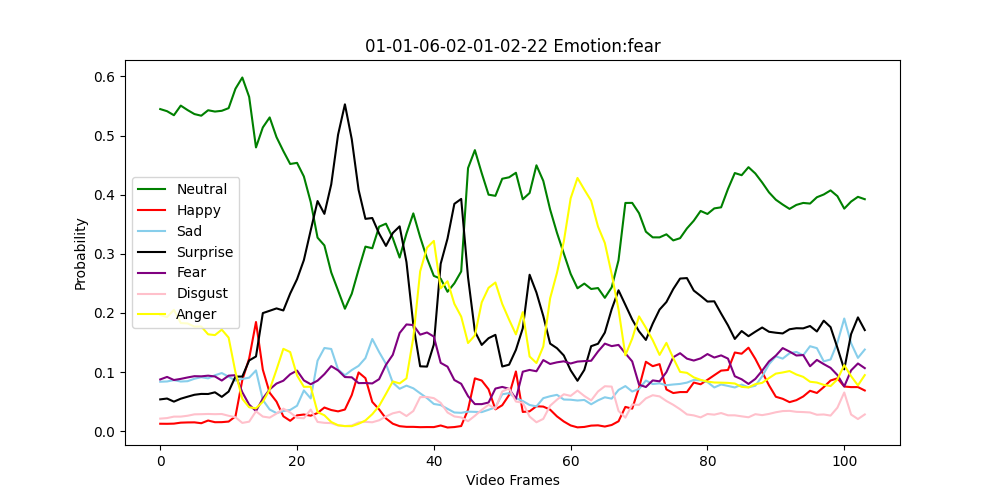 01-01-06-02-01-02-22 Emotion:fear
0.6
0.5
0.4
0.3
0.2
0.1
0.0
Probability
Neutral
Happy
Sad
Surprise
Fear
Disgust
Anger
0 20 40 60 80 100
Video Frames